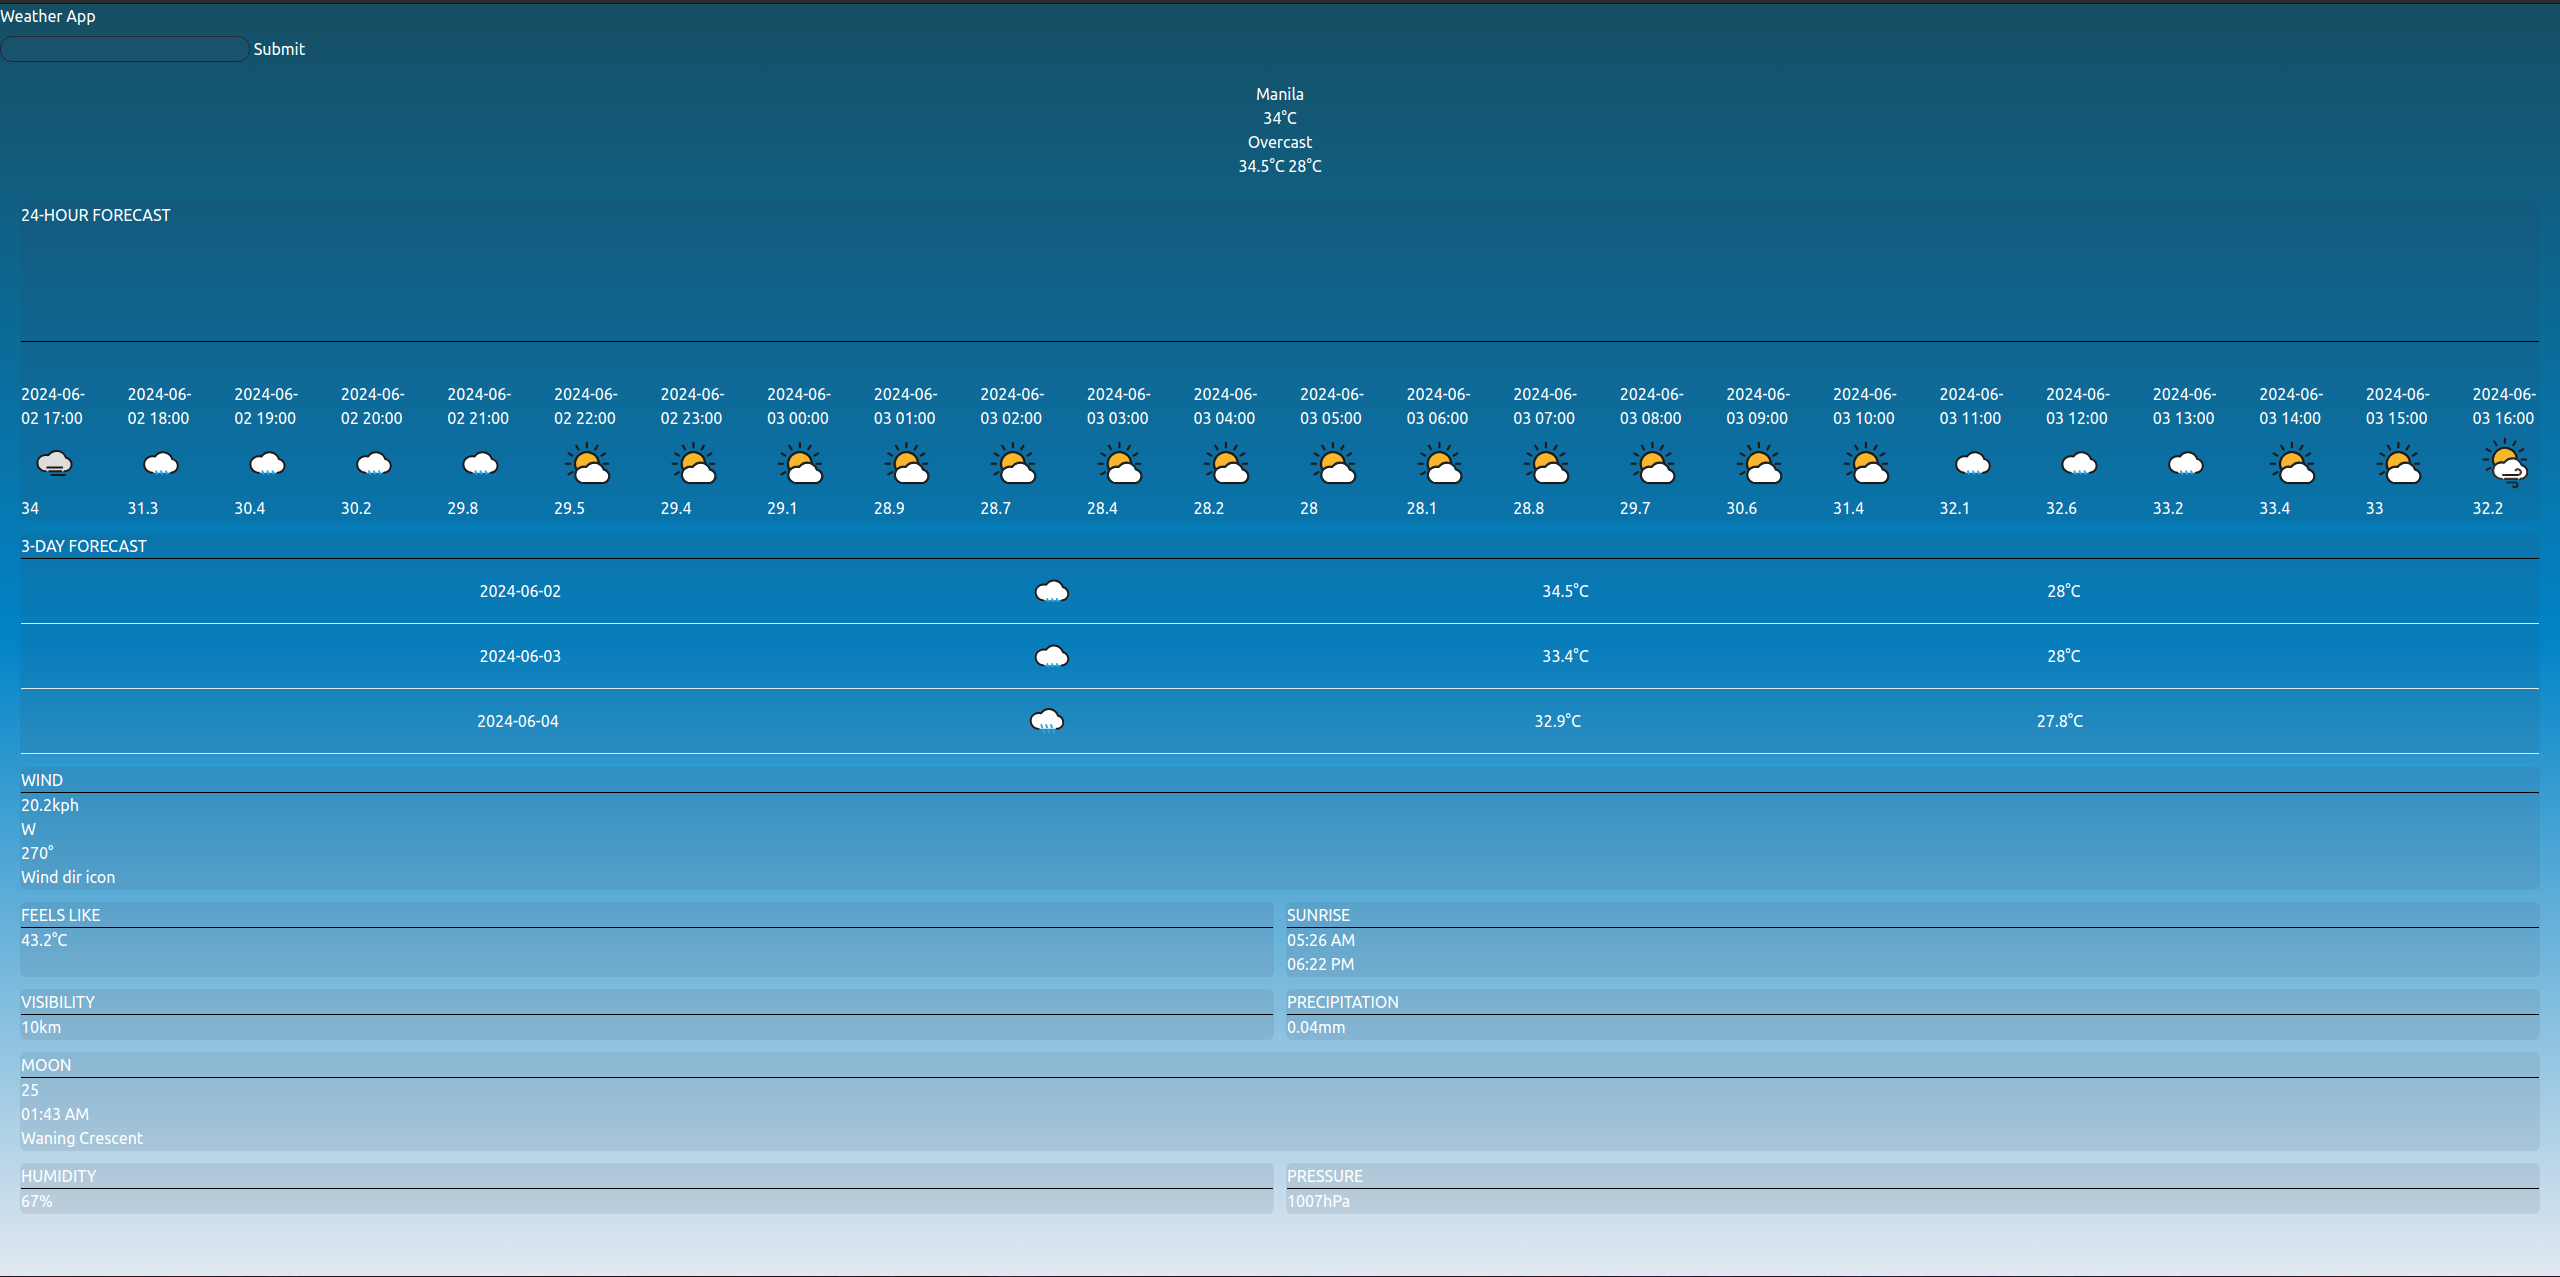 Weather App
Submit
Manila
34°C
Overcast
34.5°C 28°C
24-HOUR FORECAST
2024-06- 2024-06- 2024-06- 2024-06- 2024-06- 2024-06- 2024-06- 2024-06- 2024-06- 2024-06- 2024-06- 2024-06- 2024-06- 2024-06- 2024-06- 2024-06- 2024-06- 2024-06- 2024-06- 2024-06- 2024-06- 2024-06- 2024-06- 2024-06-
02 17:00 02 18:00 02 19:00 02 20:00 02 21:00 02 22:00 02 23:00 03 00:00 03 01:00 03 02:00 03 03:00 03 04:00 03 05:00 03 06:00 03 07:00 03 08:00 03 09:00 03 10:00 03 11:00 03 12:00 03 13:00 03 14:00 03 15:00 03 16:00
34 31.3 30.4 30.2 29.8 29.5 29.4 29.1 28.9 28.7 28.4 28.2 28 28.1 28.8 29.7 30.6 31.4 32.1 32.6 33.2 33.4 33 32.2
3-DAY FORECAST
2024-06-02 34.5°C 28°C
2024-06-03 33.4°C 28°C
2024-06-04 32.9°C 27.8°C
WIND
20.2kph
W
270°
Wind dir icon
FEELS LIKE
43.2°C
SUNRISE
05:26 AM
06:22 PM
VISIBILITY
10km
PRECIPITATION
0.04mm
MOON
25
01:43 AM
Waning Crescent
HUMIDITY
67%
PRESSURE
1007hPa